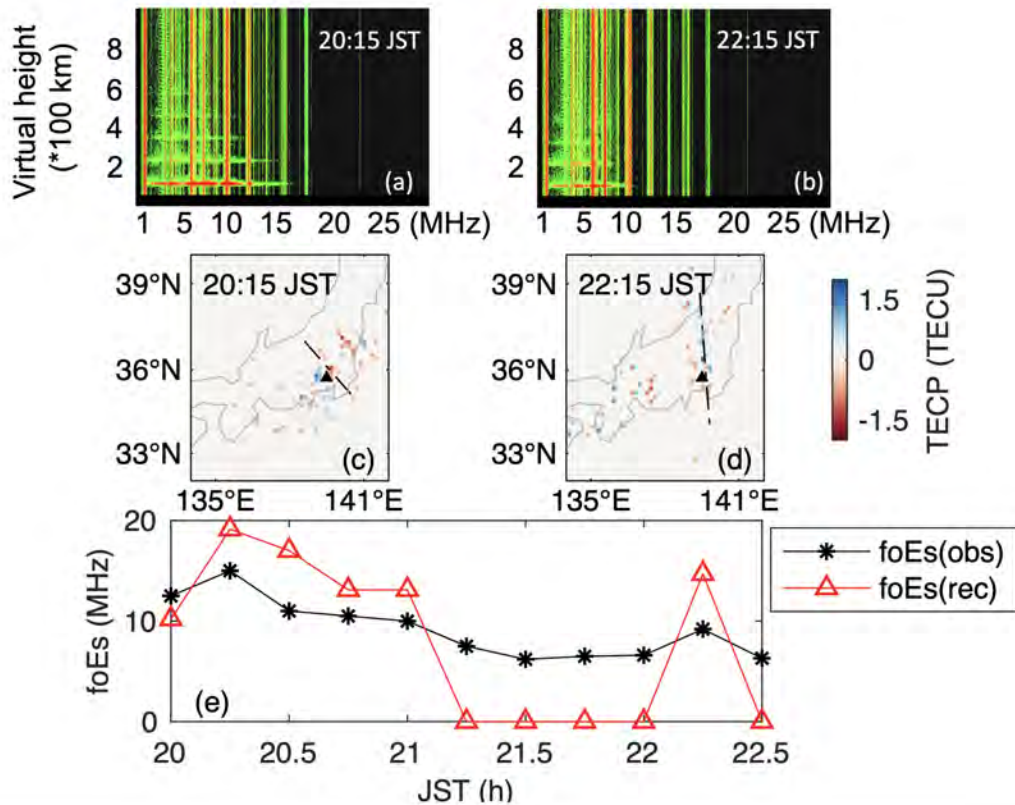 Virtual height
(*100 km)
8
6
4
2
20:15 JST
(a)
1 5 10 15 20 25 (MHz)
8
6
4
2
22:15 JST
(b)
1 5 10 15 20 25 (MHz)
39°N
36°N
33°N
20:15 JST
(c)
135°E 141°E
39°N
36°N
33°N
22:15 JST
(d)
135°E 141°E
1.5
0
-1.5
TECP (TECU)
foEs (MHz)
20
10
0
(e)
20 20.5 21 21.5 22 22.5
JST (h)
foEs(obs)
foEs(rec)